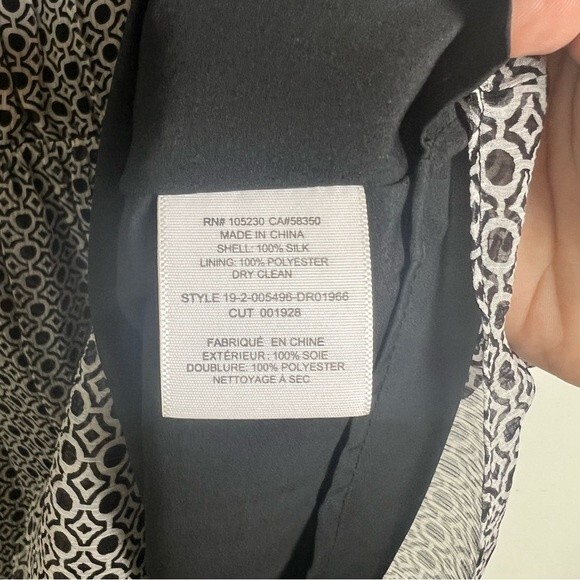 RN# 105230 CA#58350
MADE IN CHINA
SHELL: 100% SILK
LINING: 100% POLYESTER
DRY CLEAN
STYLE 19-2-005496-DR01966
CUT 001928
FABRIQUÉ EN CHINE
EXTÉRIEUR: 100% SOIE
DOUBLURE: 100% POLYESTER
NETTOYAGE À SEC